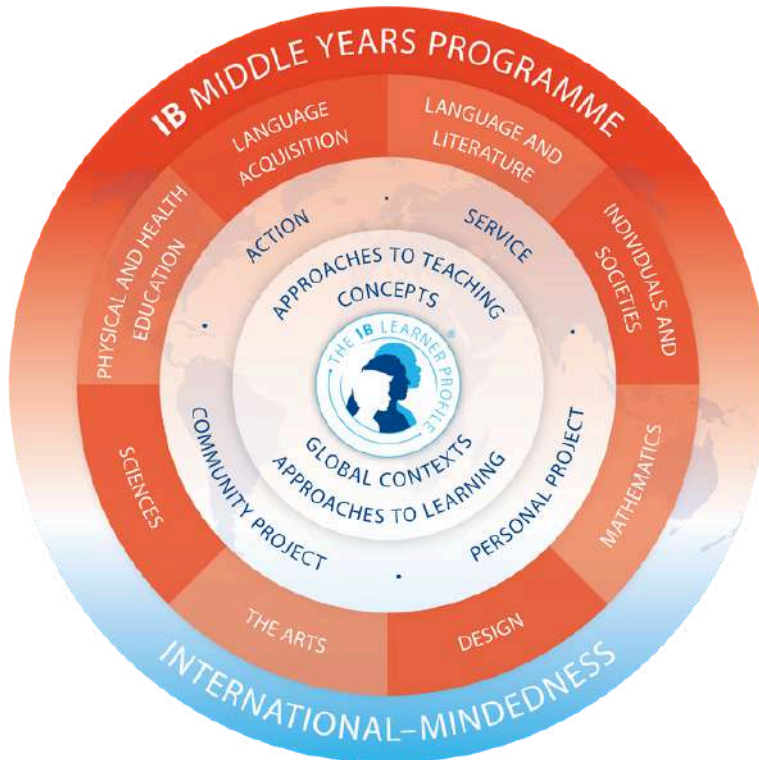 IB MIDDLE YEARS PROGRAMME
LANGUAGE
ACQUISITION
LANGUAGE AND
LITERATURE
INDIVIDUALS AND
SOCIETIES
MATHEMATICS
DESIGN
THE ARTS
SCIENCES
PHYSICAL AND HEALTH
EDUCATION
ACTION
SERVICE
PERSONAL PROJECT
COMMUNITY PROJECT
APPROACHES TO TEACHING
CONCEPTS
THE IB LEARNER PROFILE®
GLOBAL CONTEXTS
APPROACHES TO LEARNING
INTERNATIONAL–MINDEDNESS